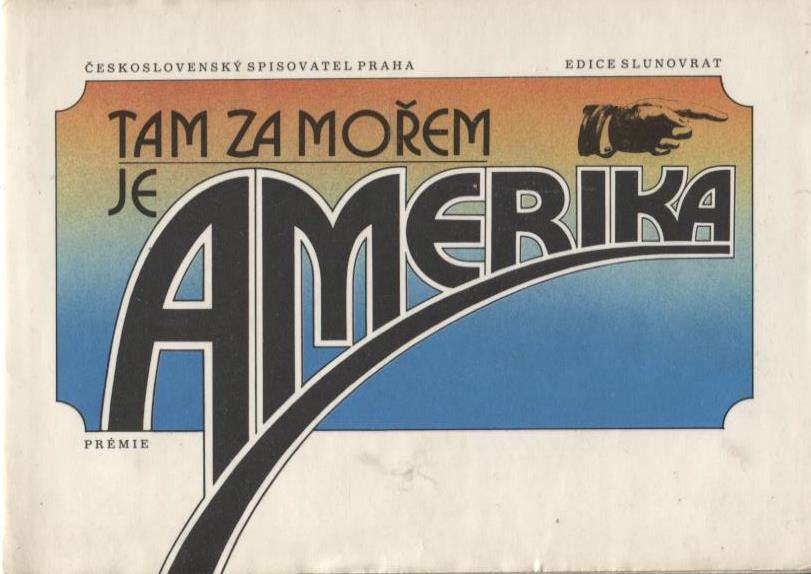 ČESKOSLOVENSKÝ SPISOVATEL PRAHA
EDICE SLUNOVRAT
TAM ZA MOŘEM
JE AMERIKA
PRÉMIE